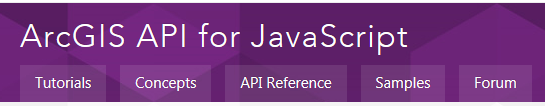 ArcGIS API for JavaScript
Tutorials Concepts API Reference Samples Forum